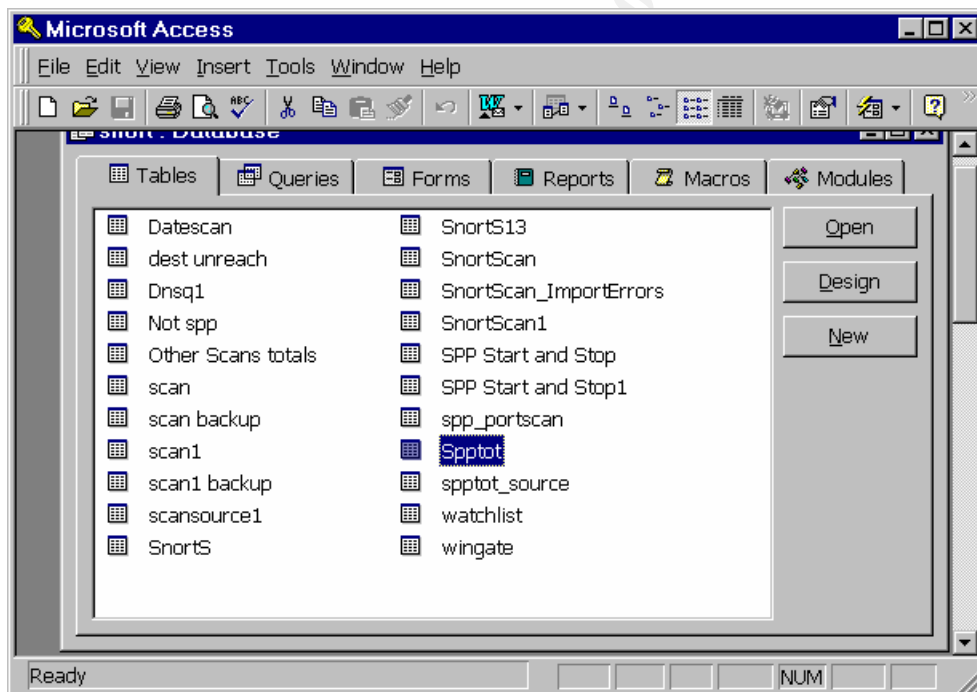 Microsoft Access
File Edit View Insert Tools Window Help
snort : Database
Tables Queries Forms Reports Macros Modules
Datescan
dest unreach
Dnsq1
Not spp
Other Scans totals
scan
scan backup
scan1
scan1 backup
scansource1
SnortS
SnortS13
SnortScan
SnortScan_ImportErrors
SnortScan1
SPP Start and Stop
SPP Start and Stop1
spp_portscan
Spptot
spptot_source
watchlist
wingate
Open
Design
New
Ready
NUM